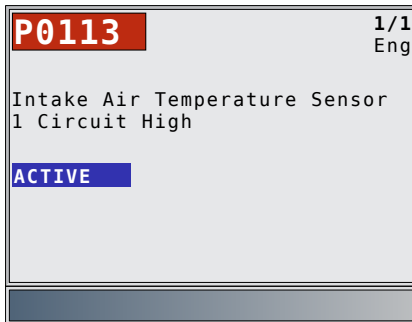 P0113
1/1
Eng
Intake Air Temperature Sensor
1 Circuit High
ACTIVE